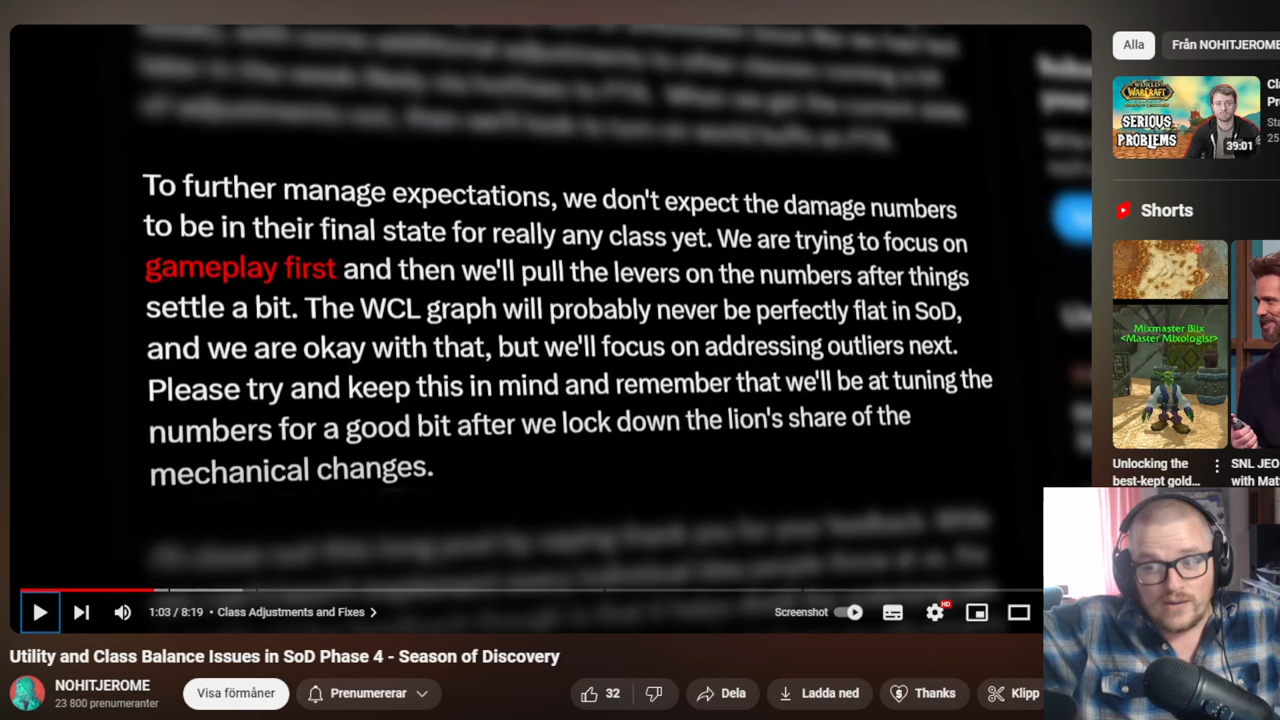 To further manage expectations, we don't expect the damage numbers
to be in their final state for really any class yet. We are trying to focus on
gameplay first and then we'll pull the levers on the numbers after things
settle a bit. The WCL graph will probably never be perfectly flat in SoD,
and we are okay with that, but we'll focus on addressing outliers next.
Please try and keep this in mind and remember that we'll be at tuning the
numbers for a good bit after we lock down the lion's share of the
mechanical changes.
1:03 / 8:19 • Class Adjustments and Fixes
Screenshot
HD
Utility and Class Balance Issues in SoD Phase 4 - Season of Discovery
NOHITJEROME
23 800 prenumeranter
Visa förmåner
Prenumererar
32
Dela
Ladda ned
Thanks
Klipp
Alla
Från NOHITJEROME
WORLD OF WARCRAFT
SERIOUS
PROBLEMS
39:01
Shorts
Mixmaster Blix
<Master Mixologist>
Unlocking the
best-kept gold...
SNL JEO
with Mat